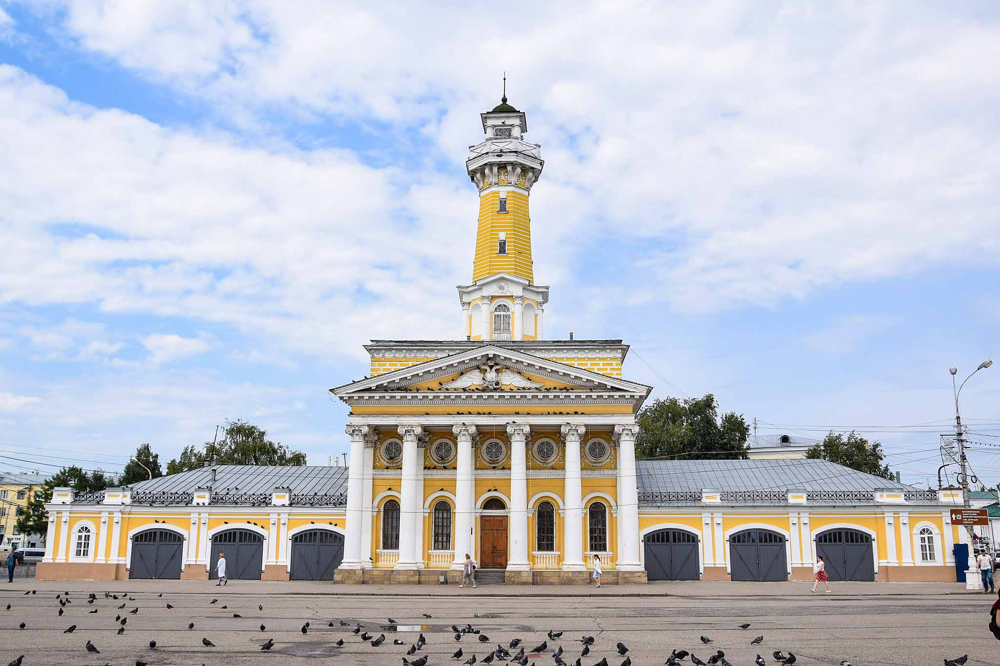 БОГОЯВЛЕНСКО-
АНАСТАСИИН
ЖЕНСКИЙ МОНАСТЫРЬ
THE EPIPHANY
CONVENT